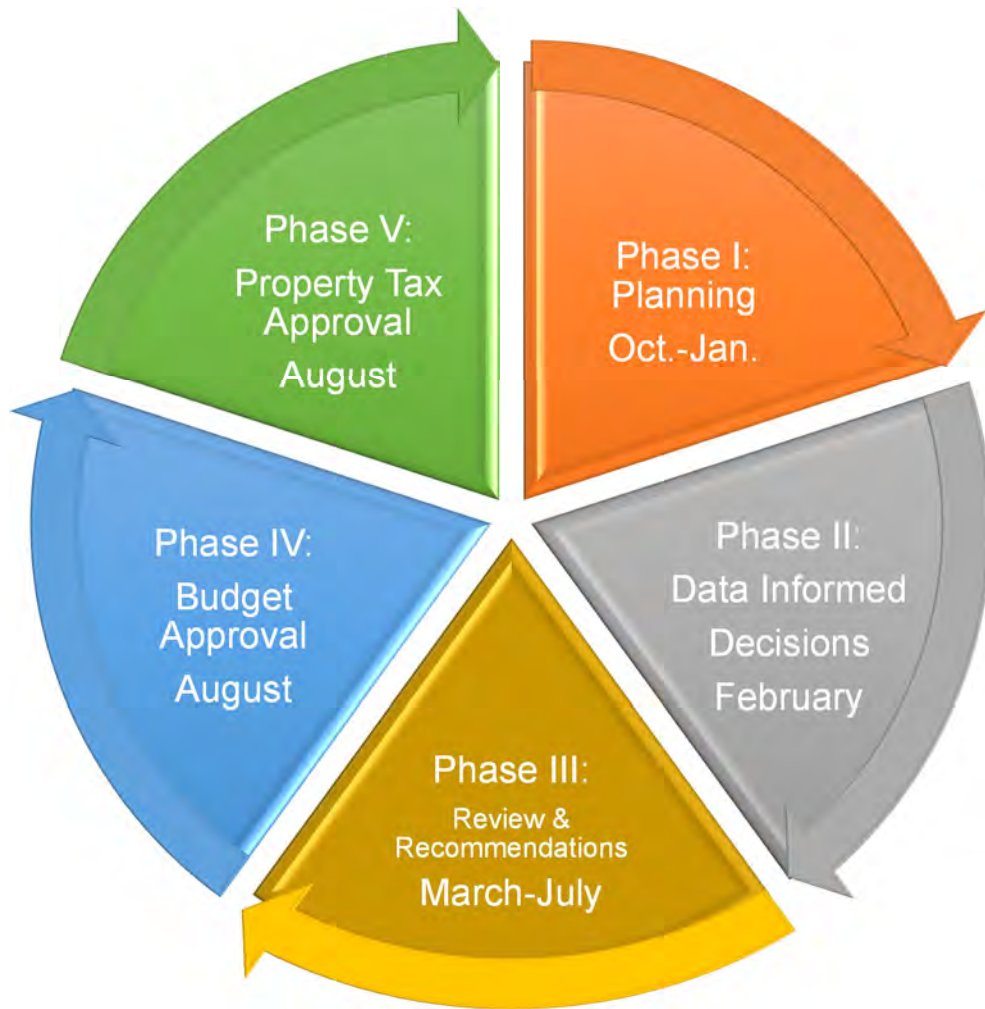 Phase I:
Planning
Oct.-Jan.
Phase II:
Data Informed
Decisions
February
Phase III:
Review &
Recommendations
March-July
Phase IV:
Budget
Approval
August
Phase V:
Property Tax
Approval
August